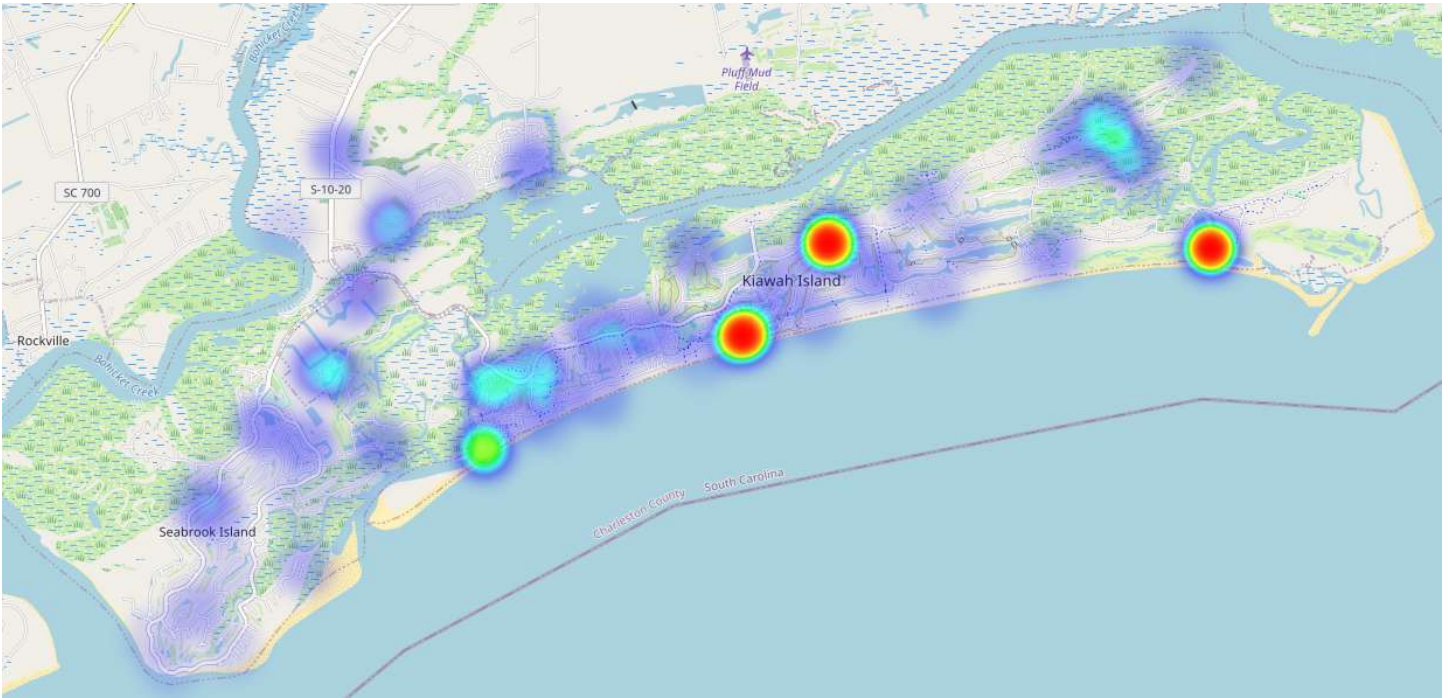 Bohicket Creek
Pluff Mud
Field
SC 700
S-10-20
Kiawah Island
Rockville
Bohicket Creek
Charleston County
South Carolina
Seabrook Island